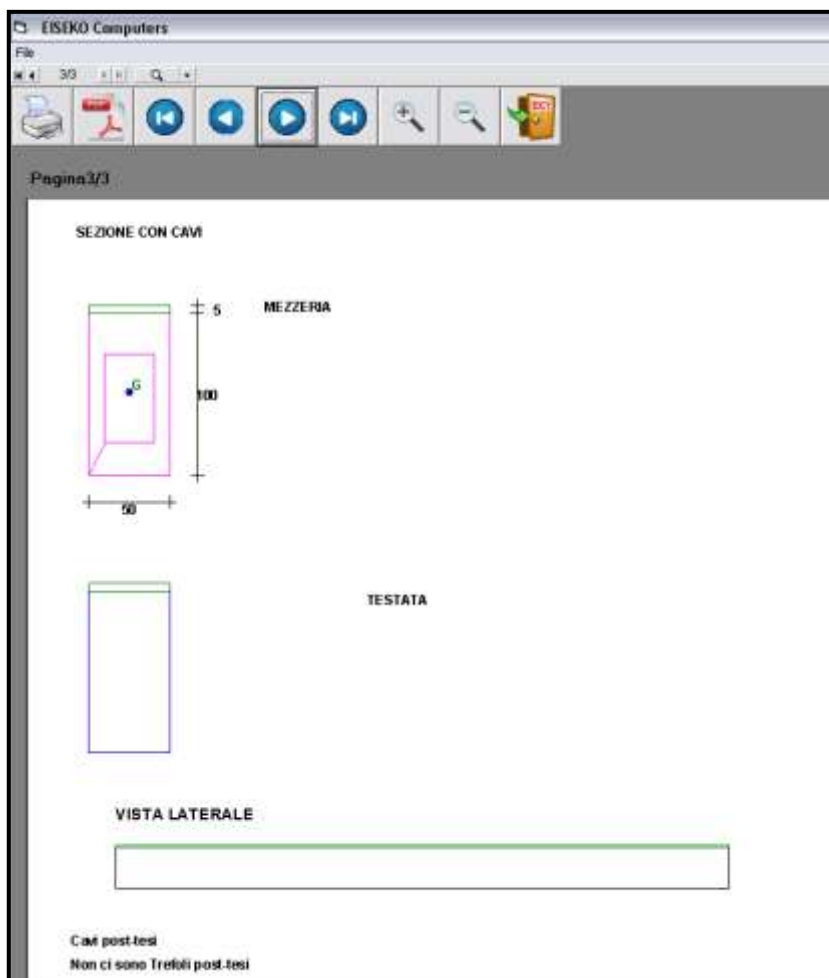 EISEKO Computers
File
3/3
EXIT
Pagina3/3
SEZIONE CON CAVI
5
MEZZERIA
G
100
50
TESTATA
VISTA LATERALE
Cavi post-tesi
Non ci sono Trefoli post-tesi